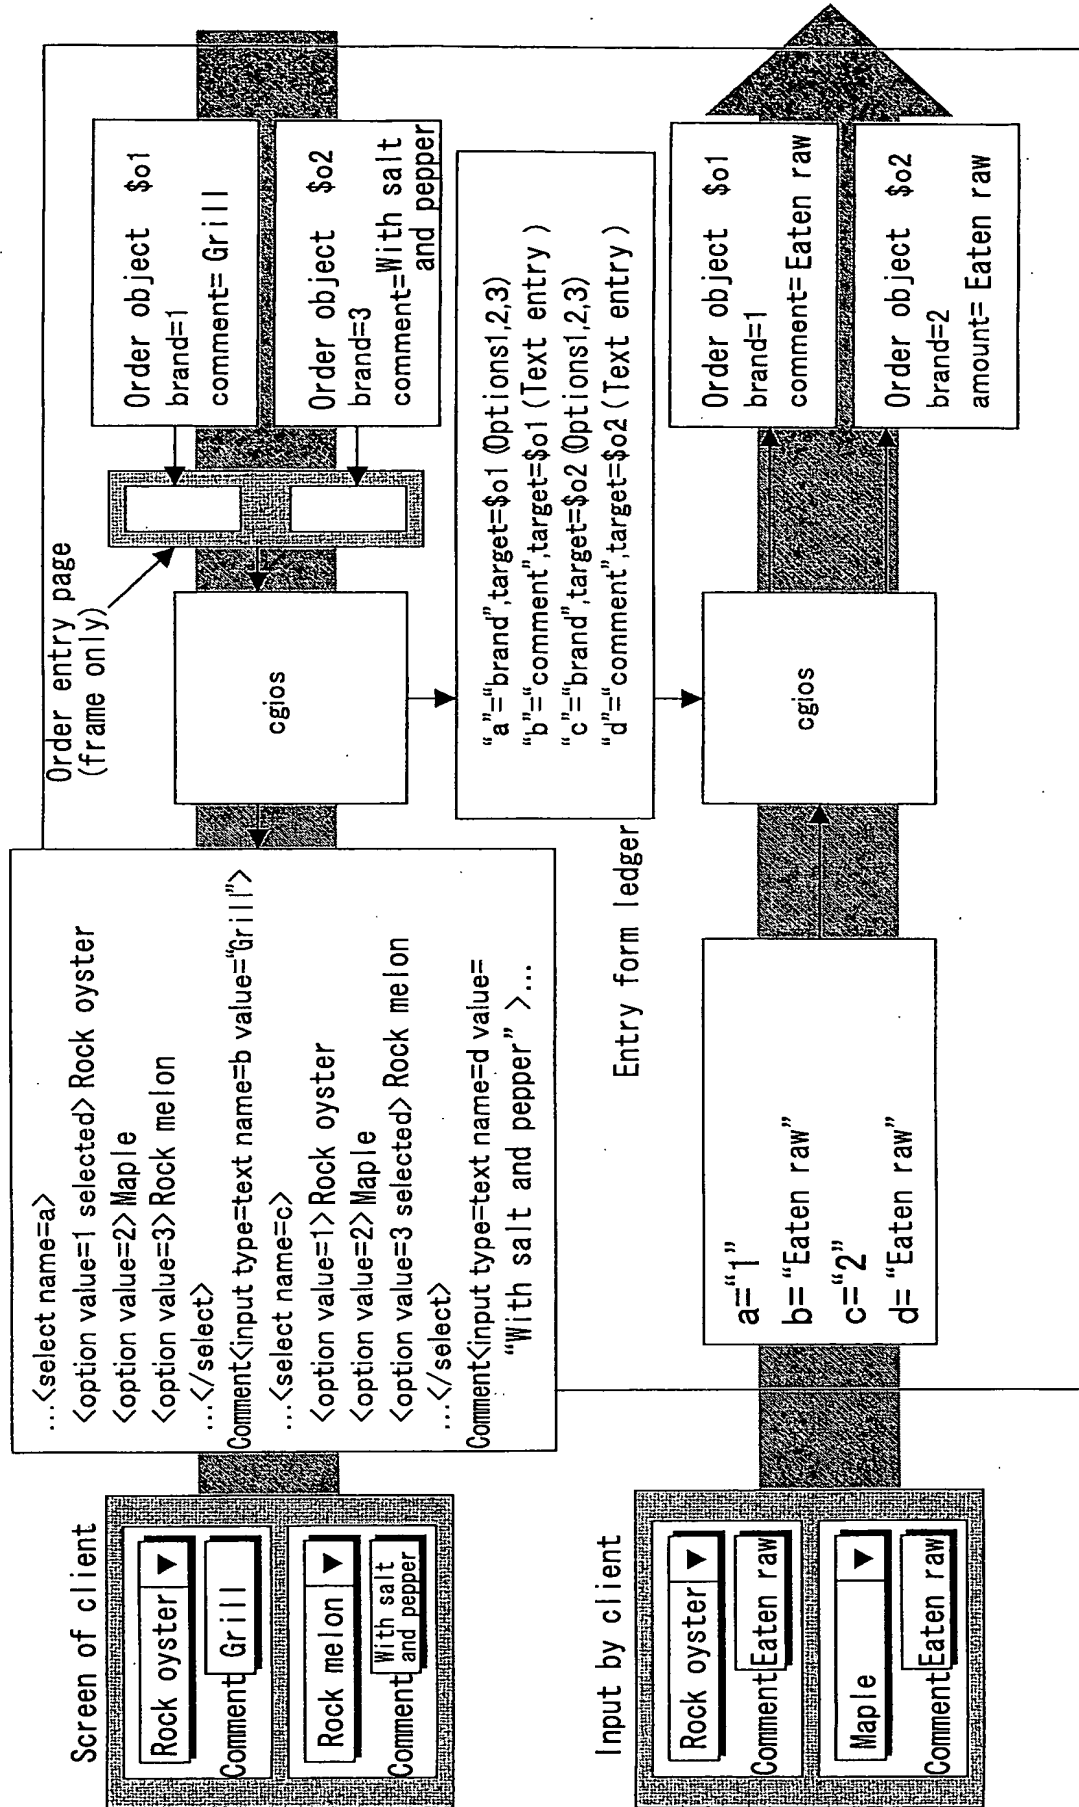 Screen of client
Rock oyster ▼
Comment Grill
Rock melon ▼
Comment With salt
and pepper
...<select name=a>
<option value=1 selected>Rock oyster
<option value=2>Maple
<option value=3>Rock melon
...</select>
Comment<input type=text name=b value="Grill">
...<select name=c>
<option value=1>Rock oyster
<option value=2>Maple
<option value=3 selected>Rock melon
...</select>
Comment<input type=text name=d value=
"With salt and pepper" >...
Order entry page
(frame only)
cgios
Order object $o1
brand=1
comment= Grill
Order object $o2
brand=3
comment=With salt
and pepper
Entry form ledger
"a"="brand",target=$o1 (Options1,2,3)
"b"="comment",target=$o1 (Text entry )
"c"="brand",target=$o2 (Options1,2,3)
"d"="comment",target=$o2 (Text entry )
Input by client
Rock oyster ▼
Comment Eaten raw
Maple ▼
Comment Eaten raw
a="1"
b="Eaten raw"
c="2"
d= "Eaten raw"
cgios
Order object $o1
brand=1
comment= Eaten raw
Order object $o2
brand=2
amount= Eaten raw